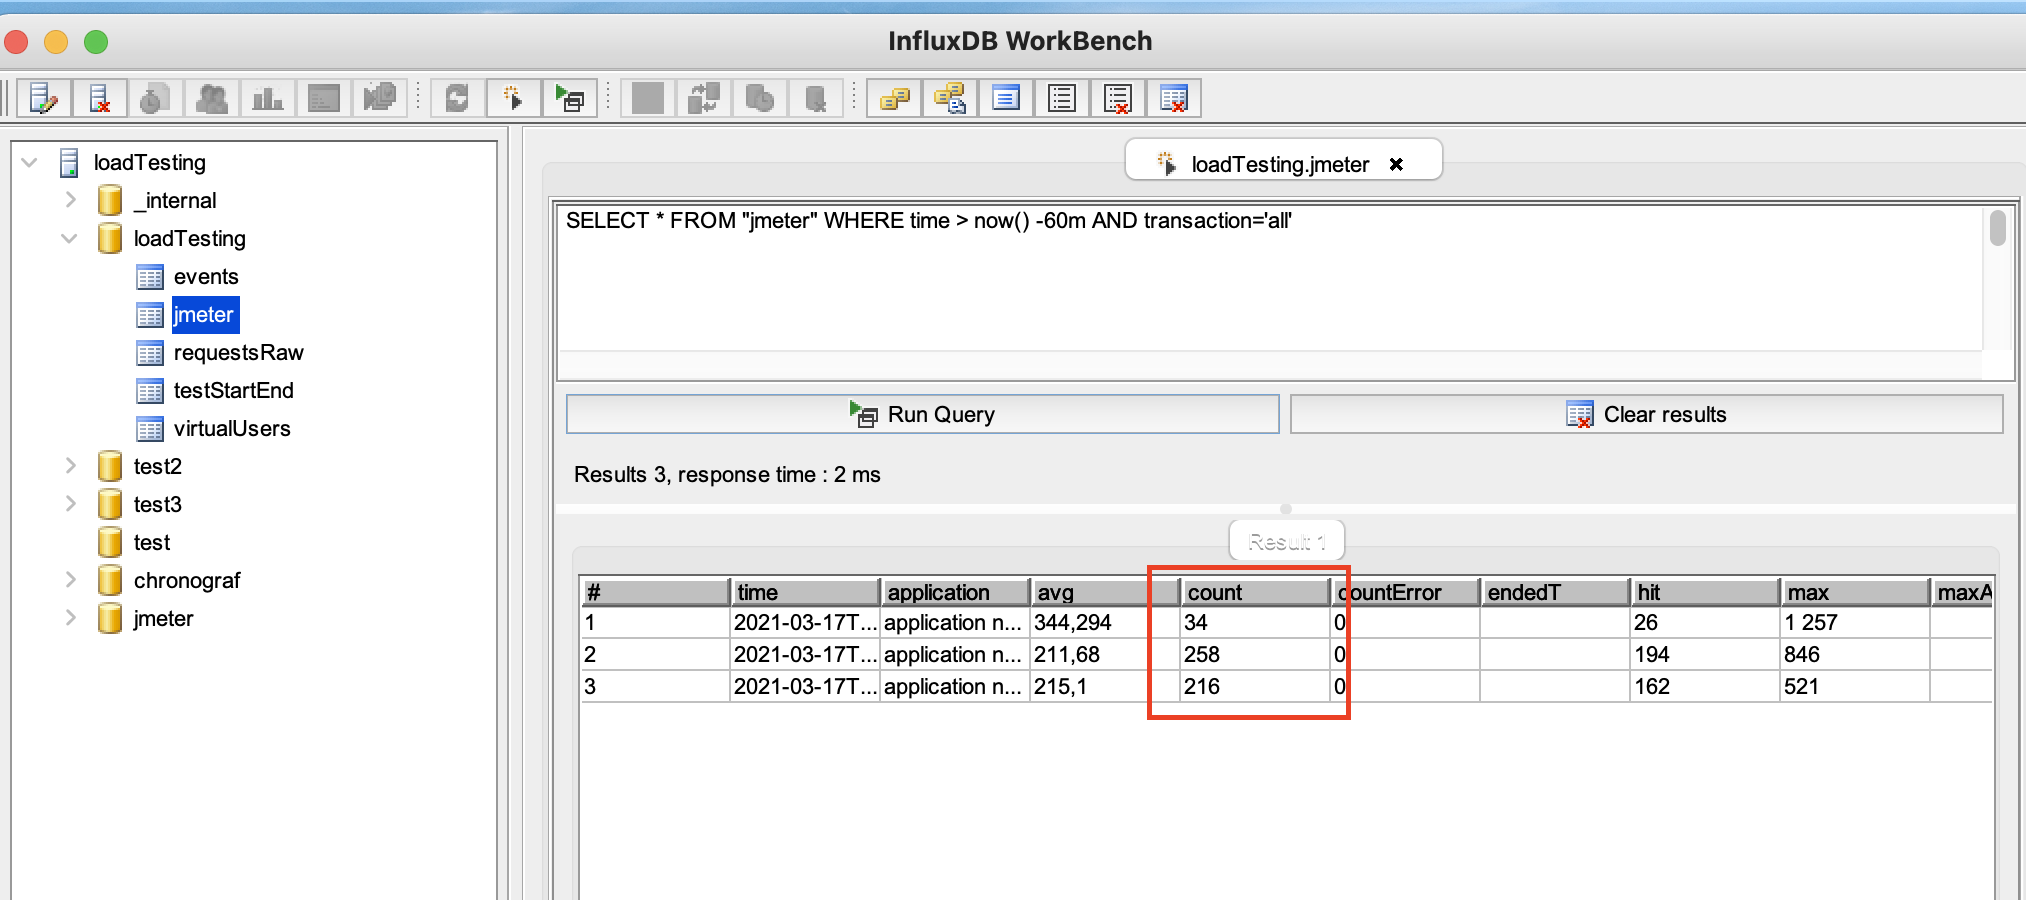 InfluxDB WorkBench
loadTesting
_internal
loadTesting
events
jmeter
requestsRaw
testStartEnd
virtualUsers
test2
test3
test
chronograf
jmeter
loadTesting.jmeter
SELECT * FROM "jmeter" WHERE time > now() -60m AND transaction='all'
Run Query
Clear results
Results 3, response time : 2 ms
Result 1
# time application avg count countError endedT hit max maxA
1 2021-03-17T... application n... 344,294 34 0 26 1 257
2 2021-03-17T... application n... 211,68 258 0 194 846
3 2021-03-17T... application n... 215,1 216 0 162 521